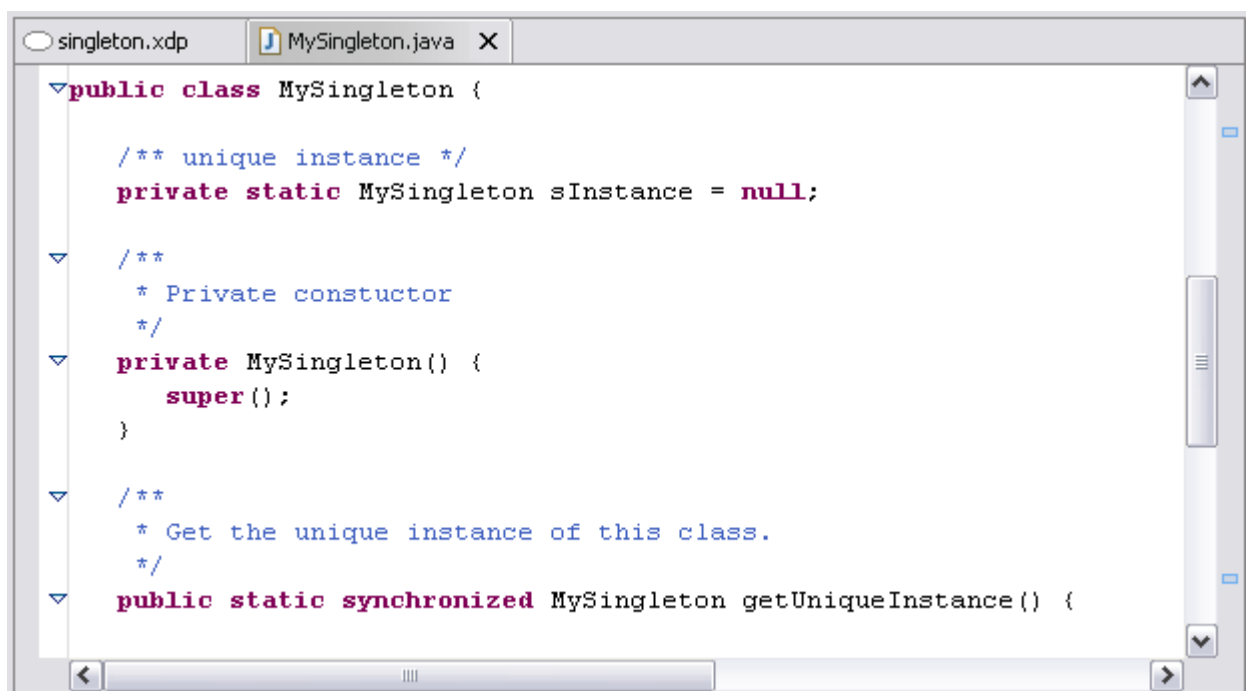 singleton.xdp MySingleton.java
public class MySingleton {
/** unique instance */
private static MySingleton sInstance = null;
/**
* Private constuctor
*/
private MySingleton() {
super();
}
/**
* Get the unique instance of this class.
*/
public static synchronized MySingleton getUniqueInstance() {